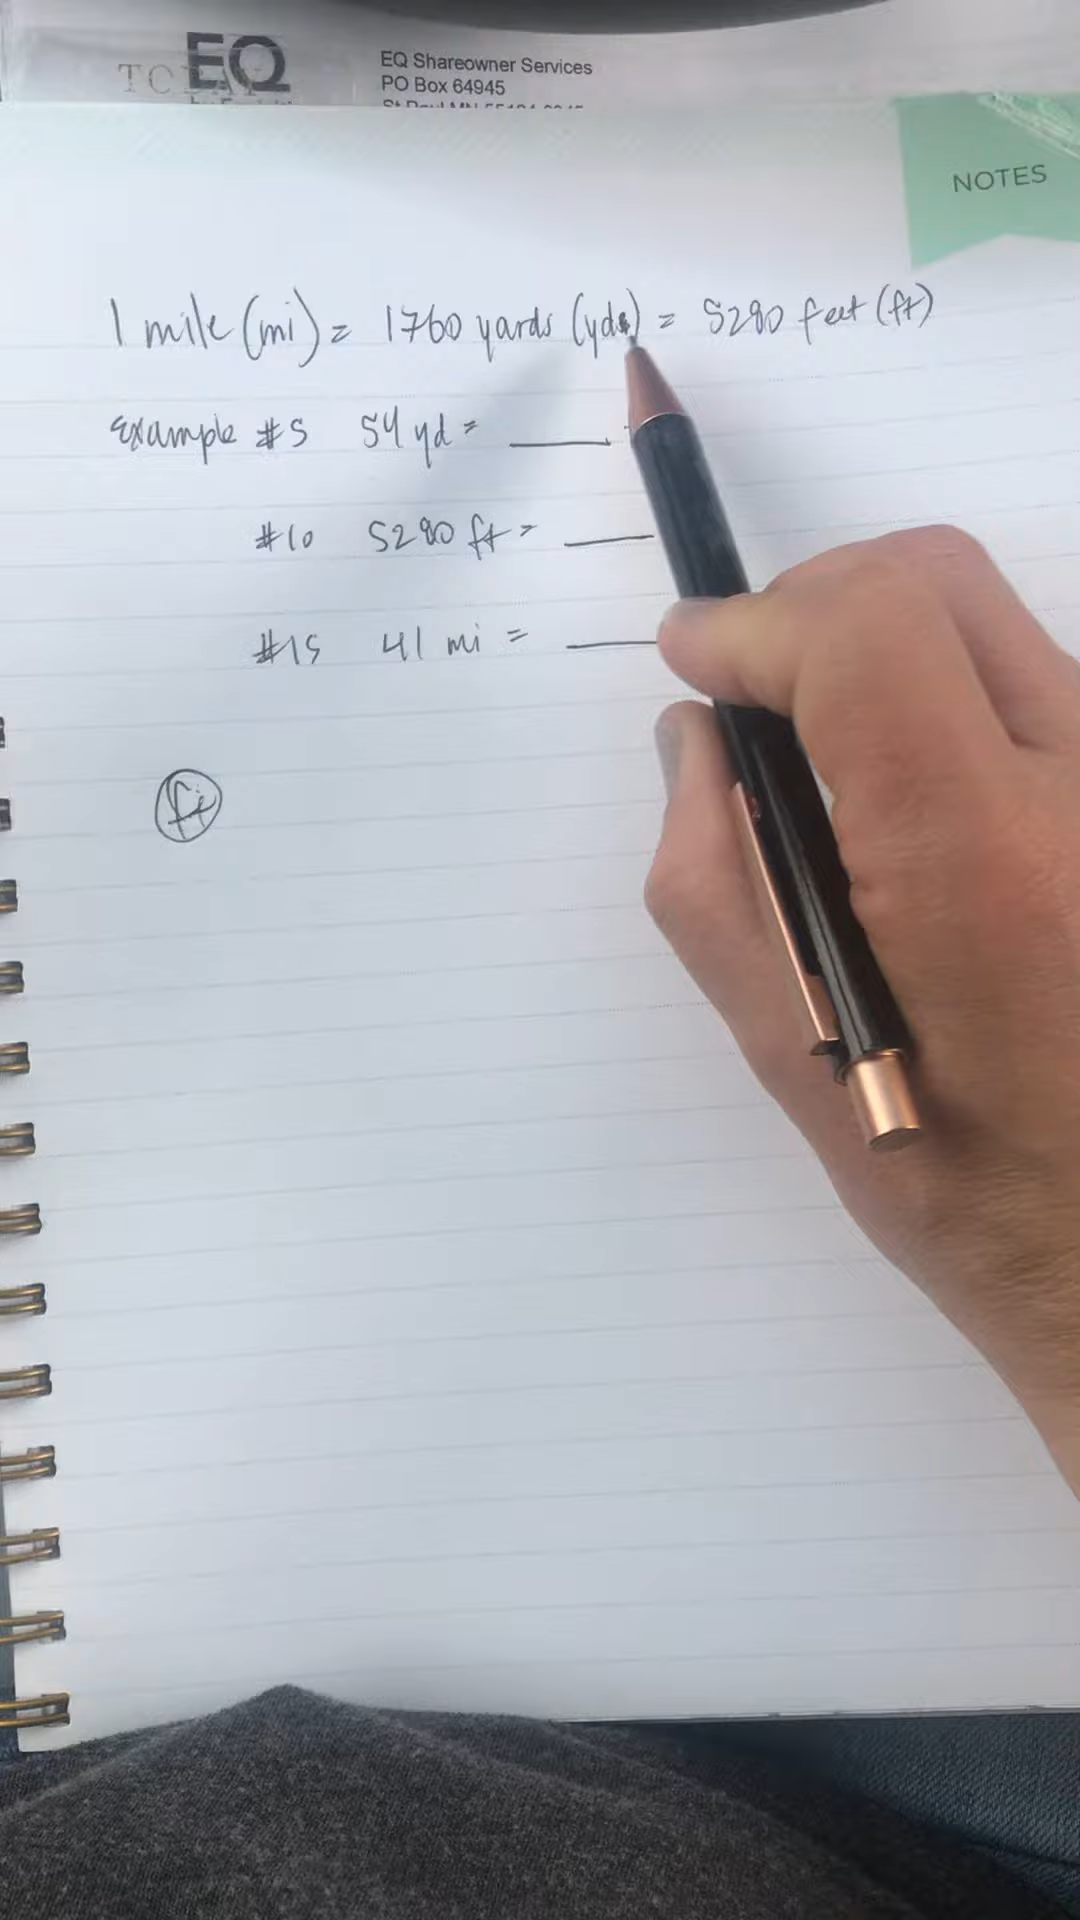 EQ
TODAY
EQ Shareowner Services
PO Box 64945
NOTES
1 mile (mi) = 1760 yards (yds) = 5280 feet (ft)
Example #5 54 yd =
#10 5280 ft =
#15 41 mi =